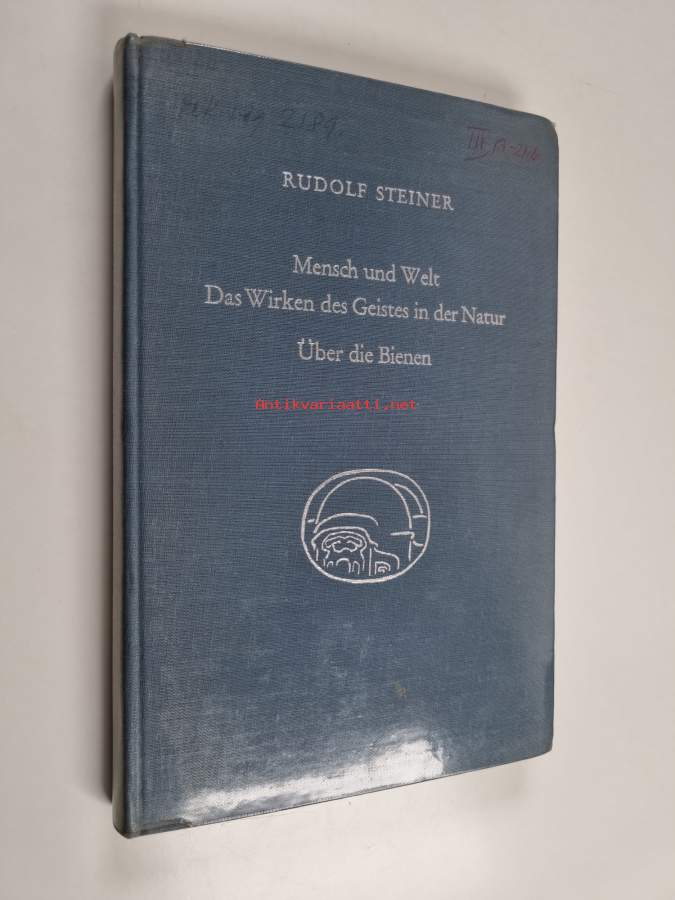 RUDOLF STEINER
Mensch und Welt
Das Wirken des Geistes in der Natur
Über die Bienen
Antikvariaatti.net